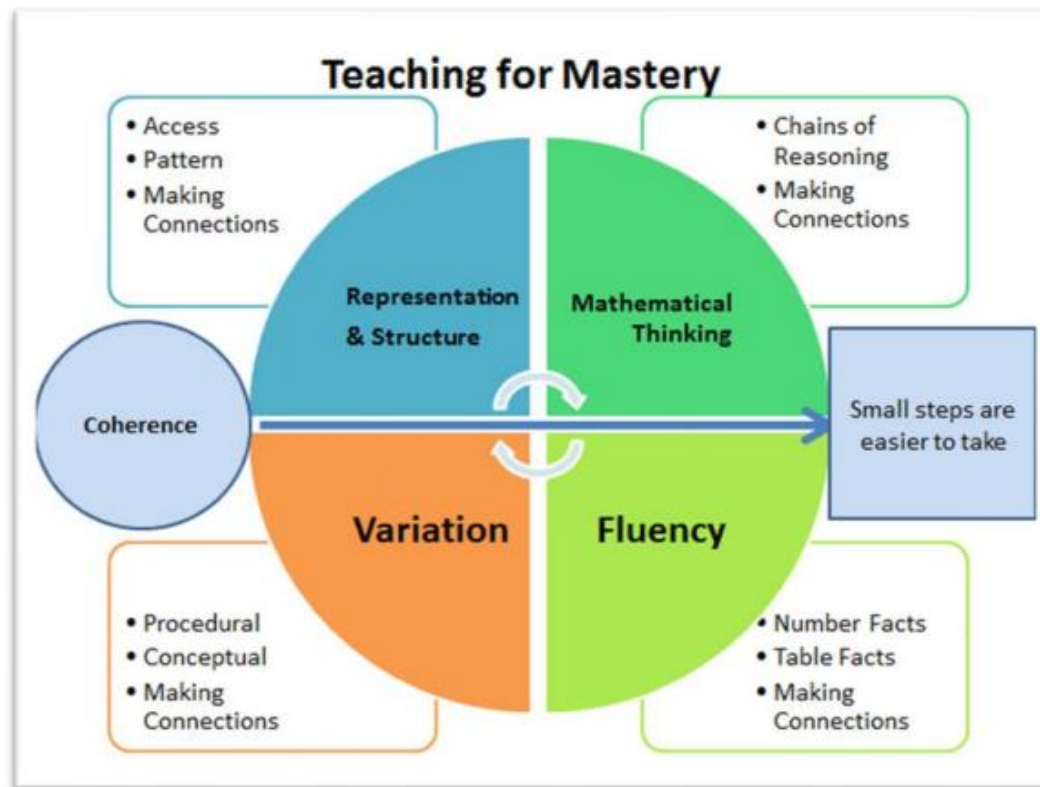 Teaching for Mastery
• Access
• Pattern
• Making
Connections
• Chains of
Reasoning
• Making
Connections
Representation
& Structure
Mathematical
Thinking
Coherence
Small steps are
easier to take
Variation
Fluency
• Procedural
• Conceptual
• Making
Connections
• Number Facts
• Table Facts
• Making
Connections